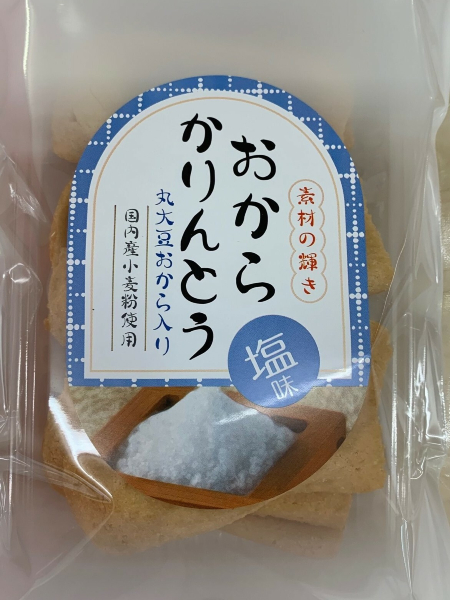 素材の輝き
おから
かりんとう
丸大豆おから入り
国内産小麦粉使用
塩味